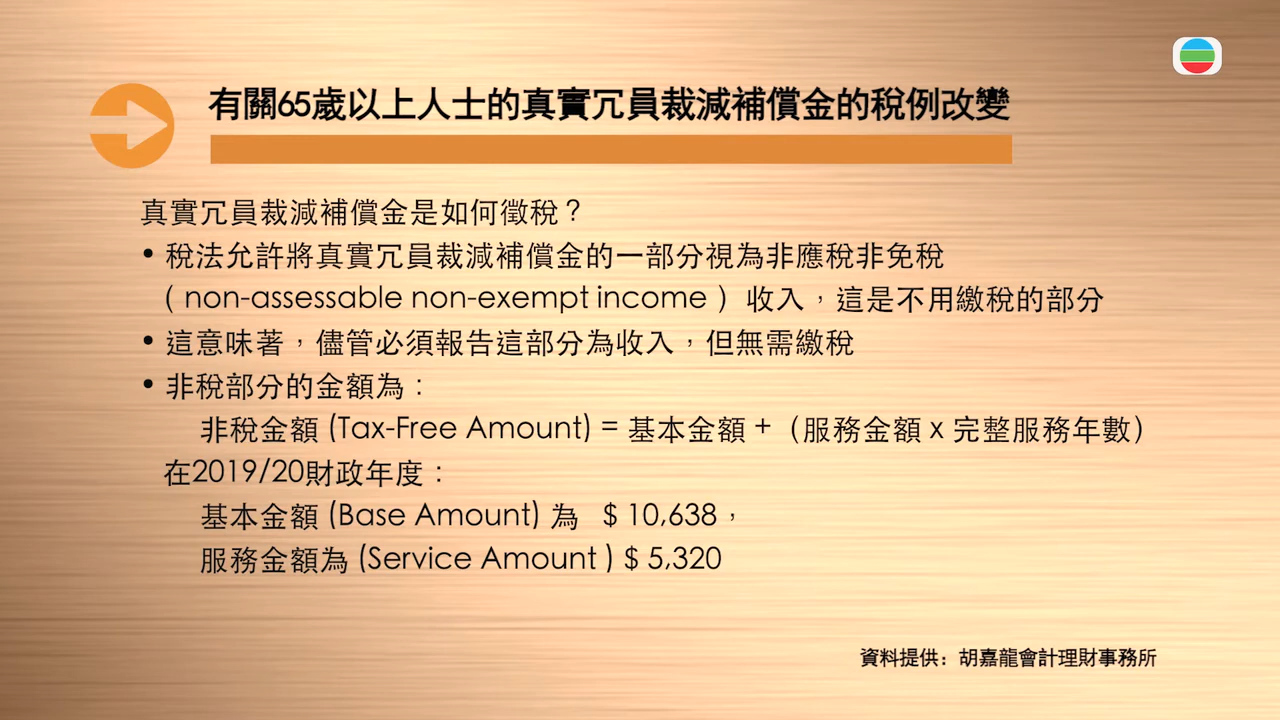 有關65歲以上人士的真實冗員裁減補償金的稅例改變
真實冗員裁減補償金是如何徵稅？
• 稅法允許將真實冗員裁減補償金的一部分視為非應稅非免稅
( non-assessable non-exempt income ) 收入，這是不用繳稅的部分
• 這意味著，儘管必須報告這部分為收入，但無需繳稅
• 非稅部分的金額為：
非稅金額 (Tax-Free Amount) = 基本金額 +（服務金額 x 完整服務年數）
在2019/20財政年度：
基本金額 (Base Amount) 為 $ 10,638，
服務金額為 (Service Amount ) $ 5,320
資料提供：胡嘉龍會計理財事務所